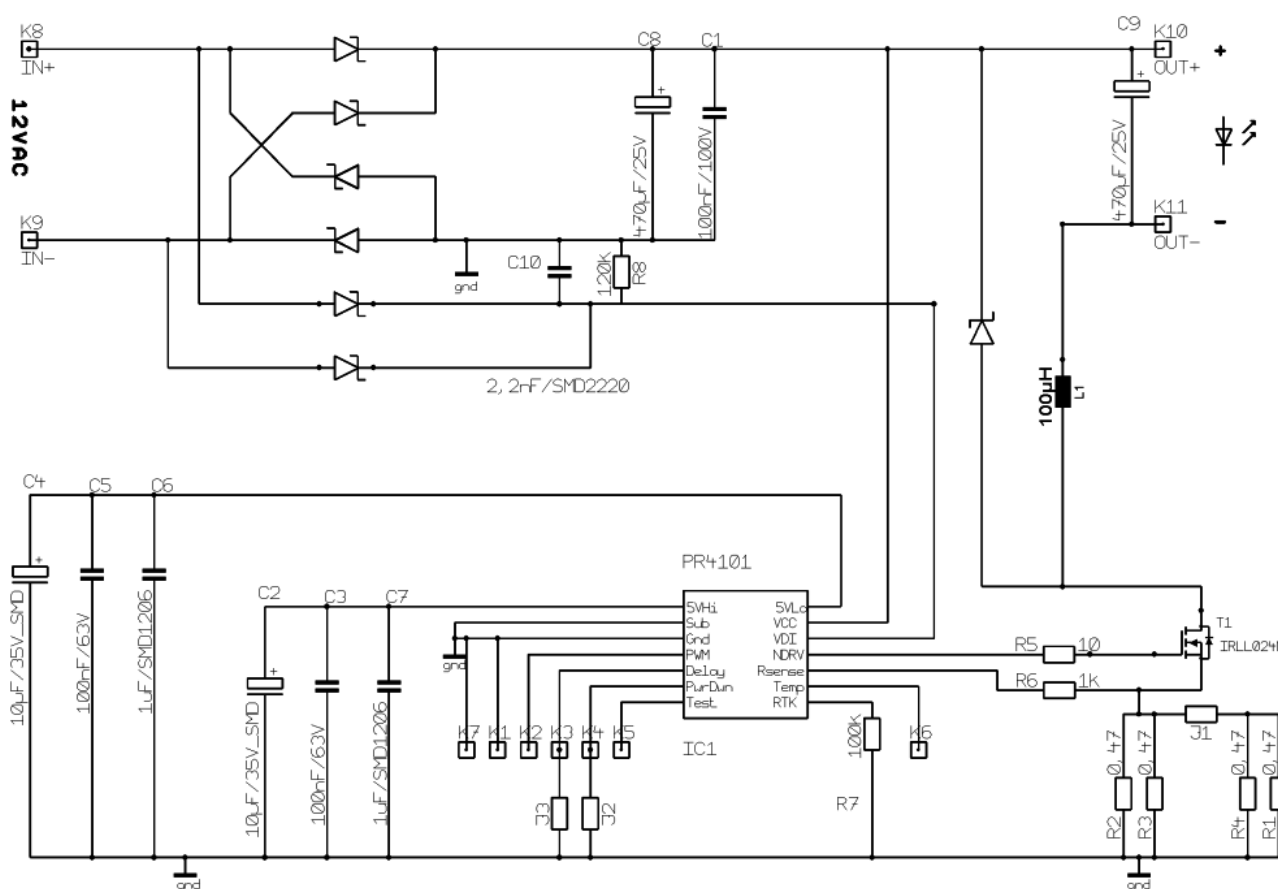 K8
IN+
12VAC
K9
IN-
C8
470µF/25V
C1
100nF/100V
C9
470µF/25V
K10
OUT+
+
K11
OUT-
-
gnd
C10
120K
R8
2,2nF/SMD2220
100µH
L1
C4
10µF/35V_SMD
C5
100nF/63V
C6
1uF/SMD1206
C2
10µF/35V_SMD
C3
100nF/63V
C7
1uF/SMD1206
PR4101
5VHi
Sub
Gnd
PWM
Delay
PwrDwn
Test
5VLo
VCC
VDI
NDRV
Rsense
Temp
RTK
IC1
gnd
K7
K1
K2
K3
K4
K5
K6
J3
J2
100K
R7
R5
10
R6
1k
T1
IRLL024
J1
0,47
R2
0,47
R3
0,47
R4
0,47
R1
gnd
gnd